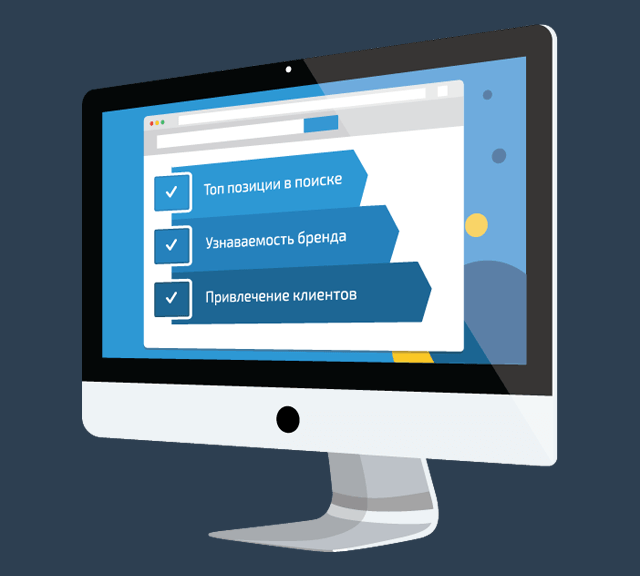 Топ позиции в поиске
Узнаваемость бренда
Привлечение клиентов